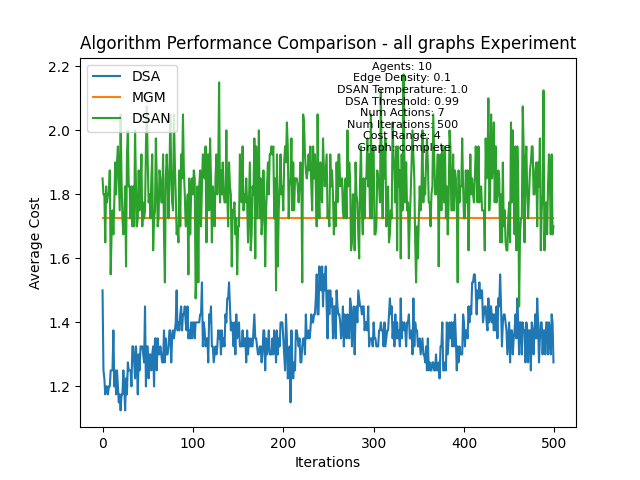 Algorithm Performance Comparison - all graphs Experiment
DSA
MGM
DSAN
Agents: 10
Edge Density: 0.1
DSAN Temperature: 1.0
DSA Threshold: 0.99
Num Actions: 7
Num Iterations: 500
Cost Range: 4
Graph: complete
2.2
2.0
1.8
1.6
1.4
1.2
Average Cost
0
100
200
300
400
500
Iterations